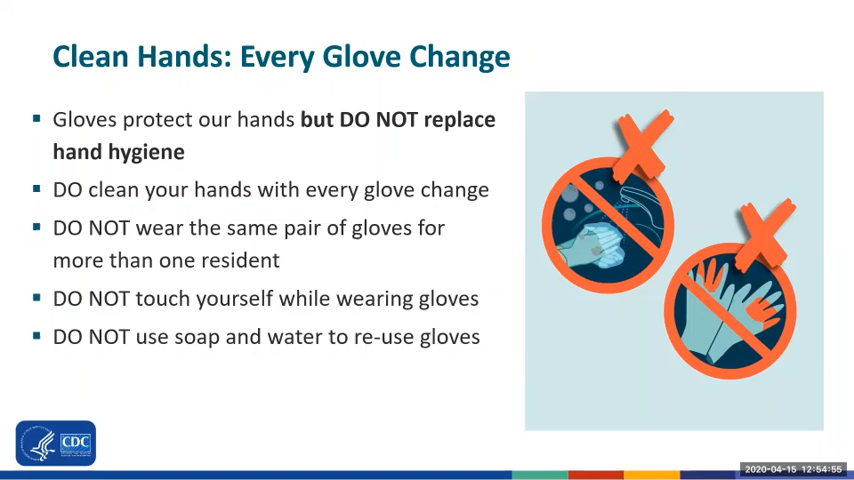 Clean Hands: Every Glove Change
Gloves protect our hands but DO NOT replace
hand hygiene
DO clean your hands with every glove change
DO NOT wear the same pair of gloves for
more than one resident
DO NOT touch yourself while wearing gloves
DO NOT use soap and water to re-use gloves
CDC
2020-04-15 12:54:55